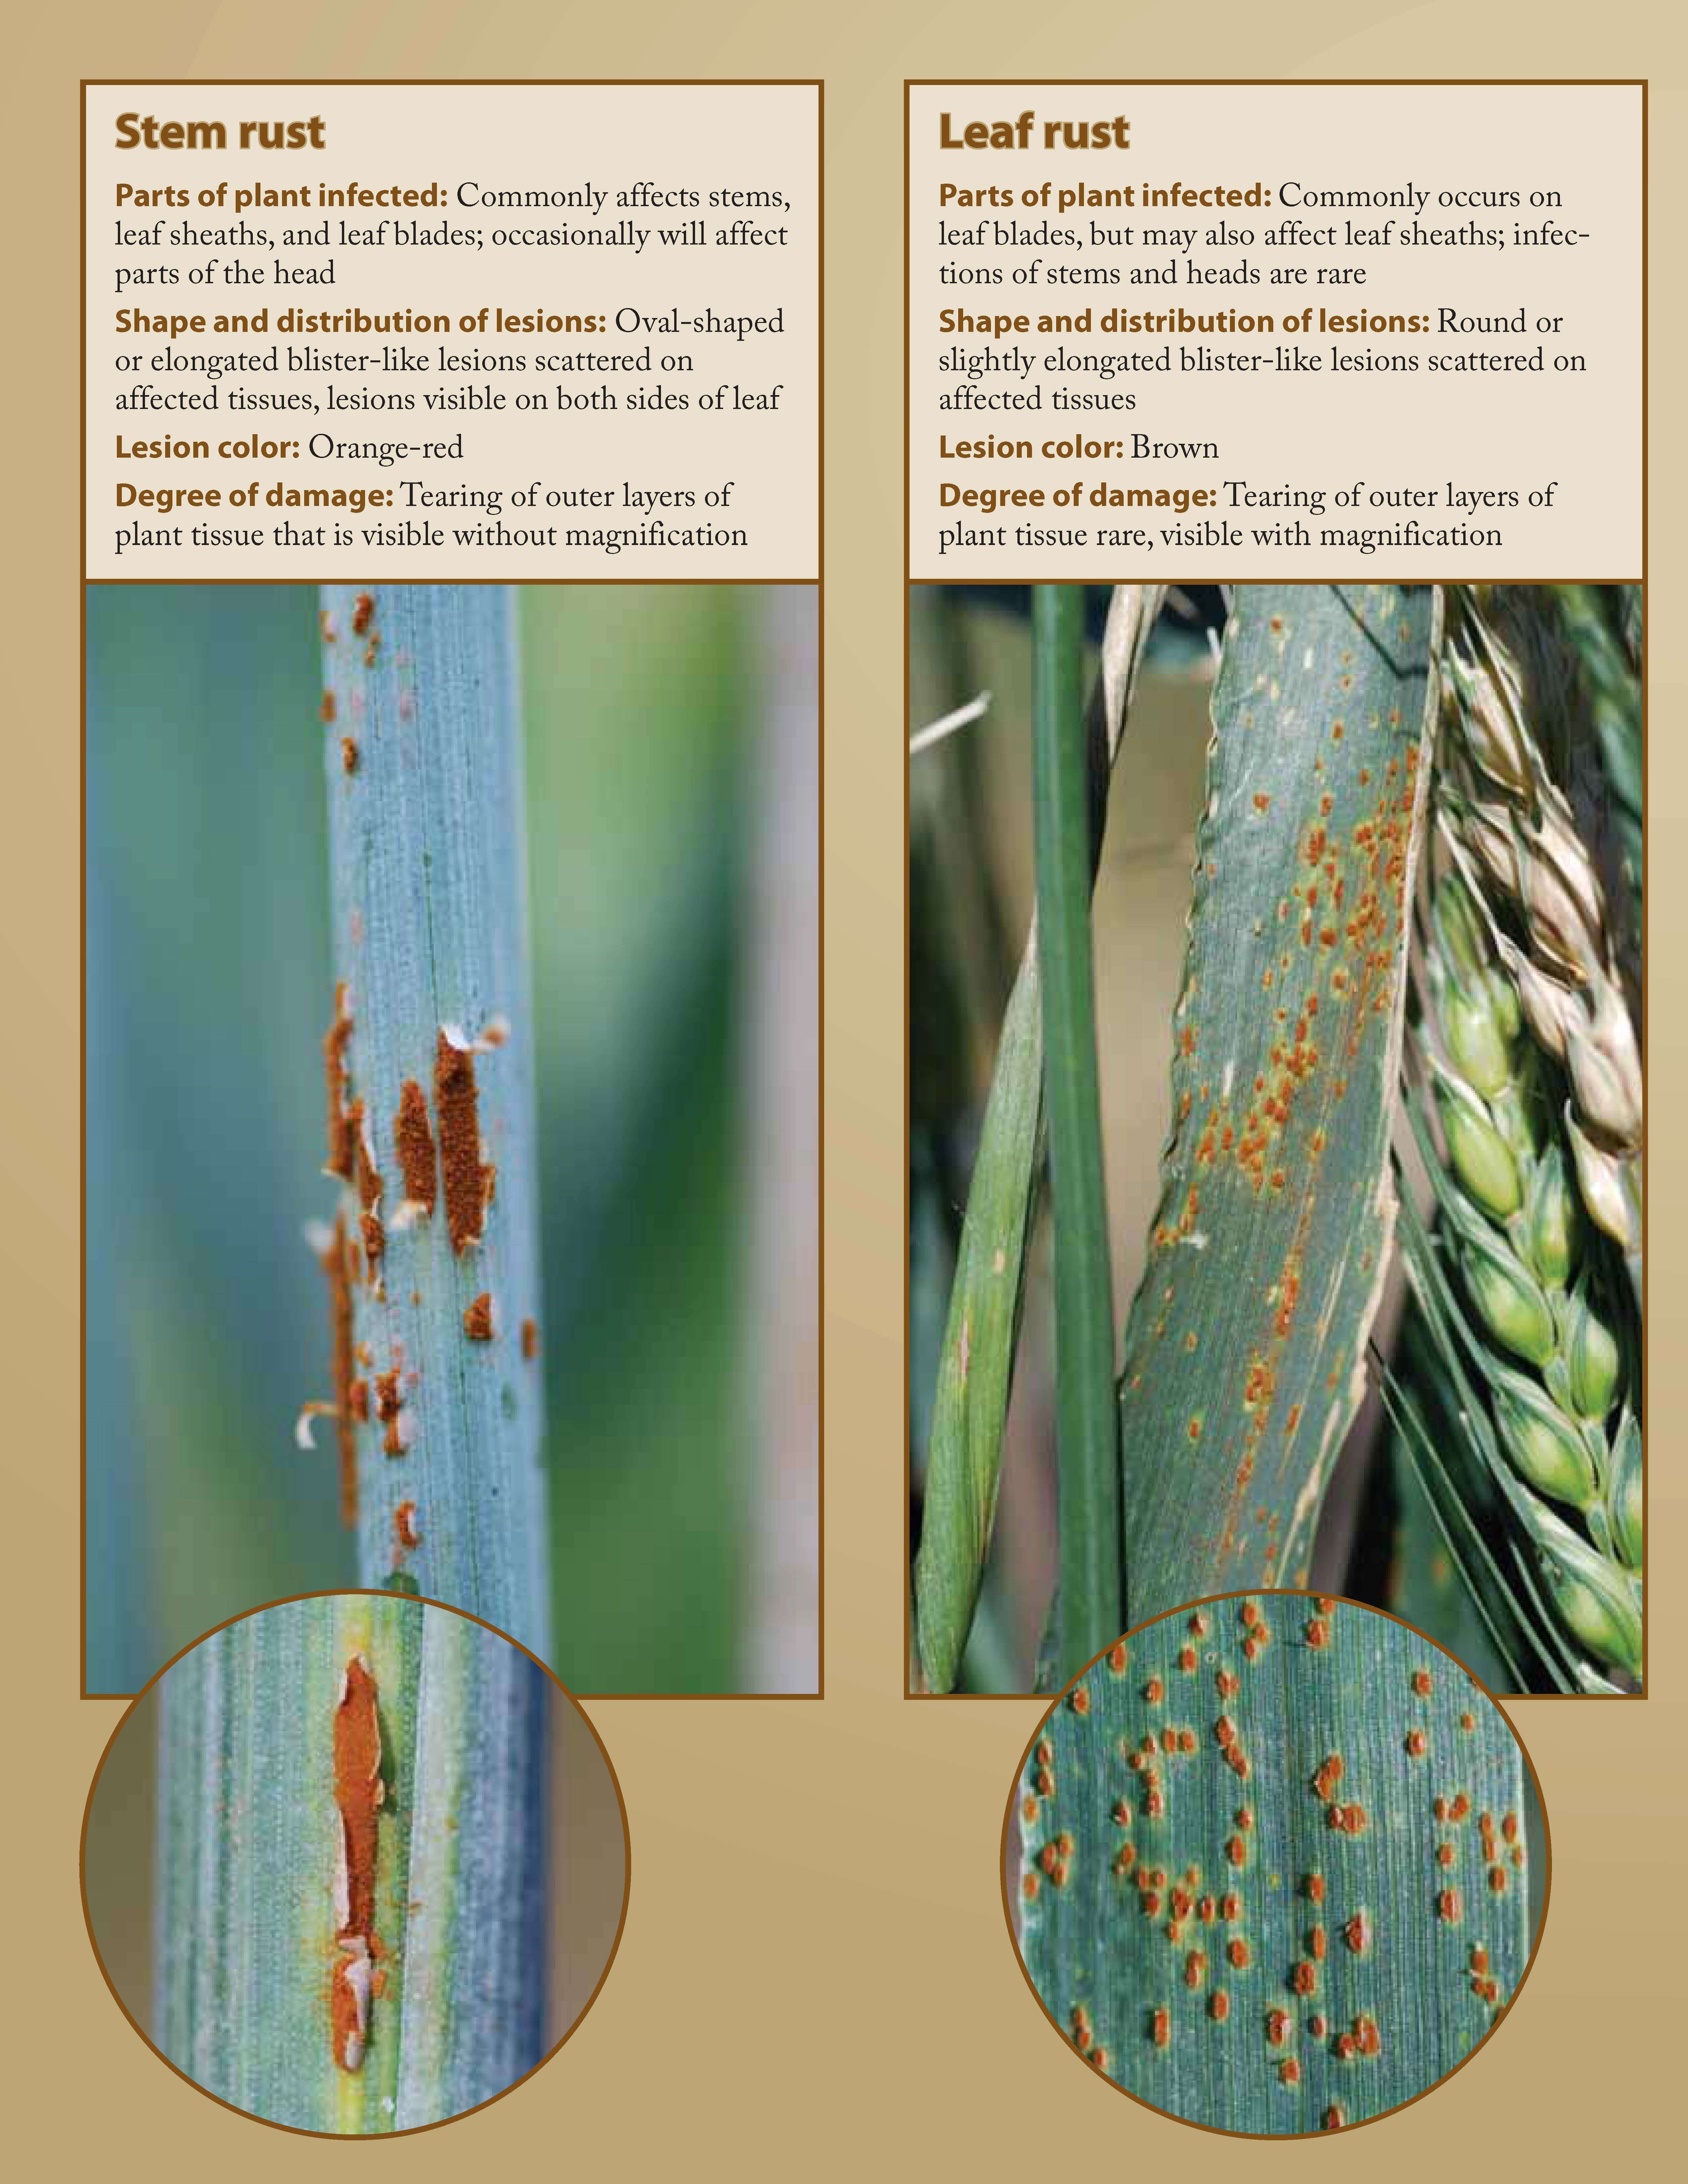 Stem rust
Parts of plant infected: Commonly affects stems,
leaf sheaths, and leaf blades; occasionally will affect
parts of the head
Shape and distribution of lesions: Oval-shaped
or elongated blister-like lesions scattered on
affected tissues, lesions visible on both sides of leaf
Lesion color: Orange-red
Degree of damage: Tearing of outer layers of
plant tissue that is visible without magnification
Leaf rust
Parts of plant infected: Commonly occurs on
leaf blades, but may also affect leaf sheaths; infec-
tions of stems and heads are rare
Shape and distribution of lesions: Round or
slightly elongated blister-like lesions scattered on
affected tissues
Lesion color: Brown
Degree of damage: Tearing of outer layers of
plant tissue rare, visible with magnification